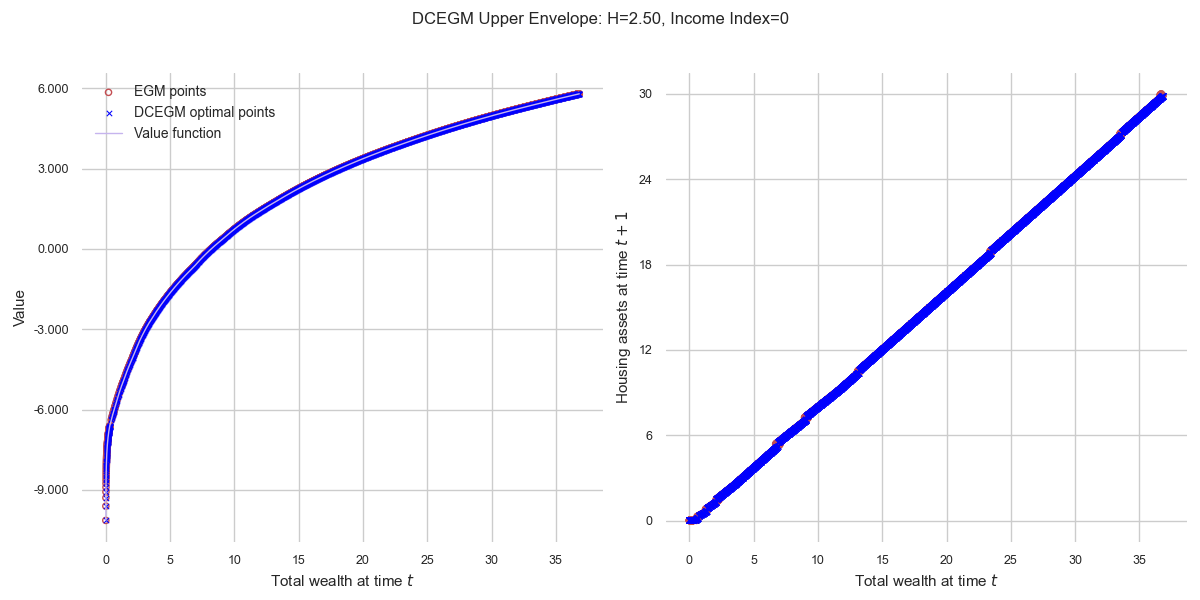 DCEGM Upper Envelope: H=2.50, Income Index=0
EGM points
DCEGM optimal points
Value function
6.000
3.000
0.000
-3.000
-6.000
-9.000
Value
0 5 10 15 20 25 30 35
Total wealth at time t
30
24
18
12
6
0
Housing assets at time t + 1
0 5 10 15 20 25 30 35
Total wealth at time t